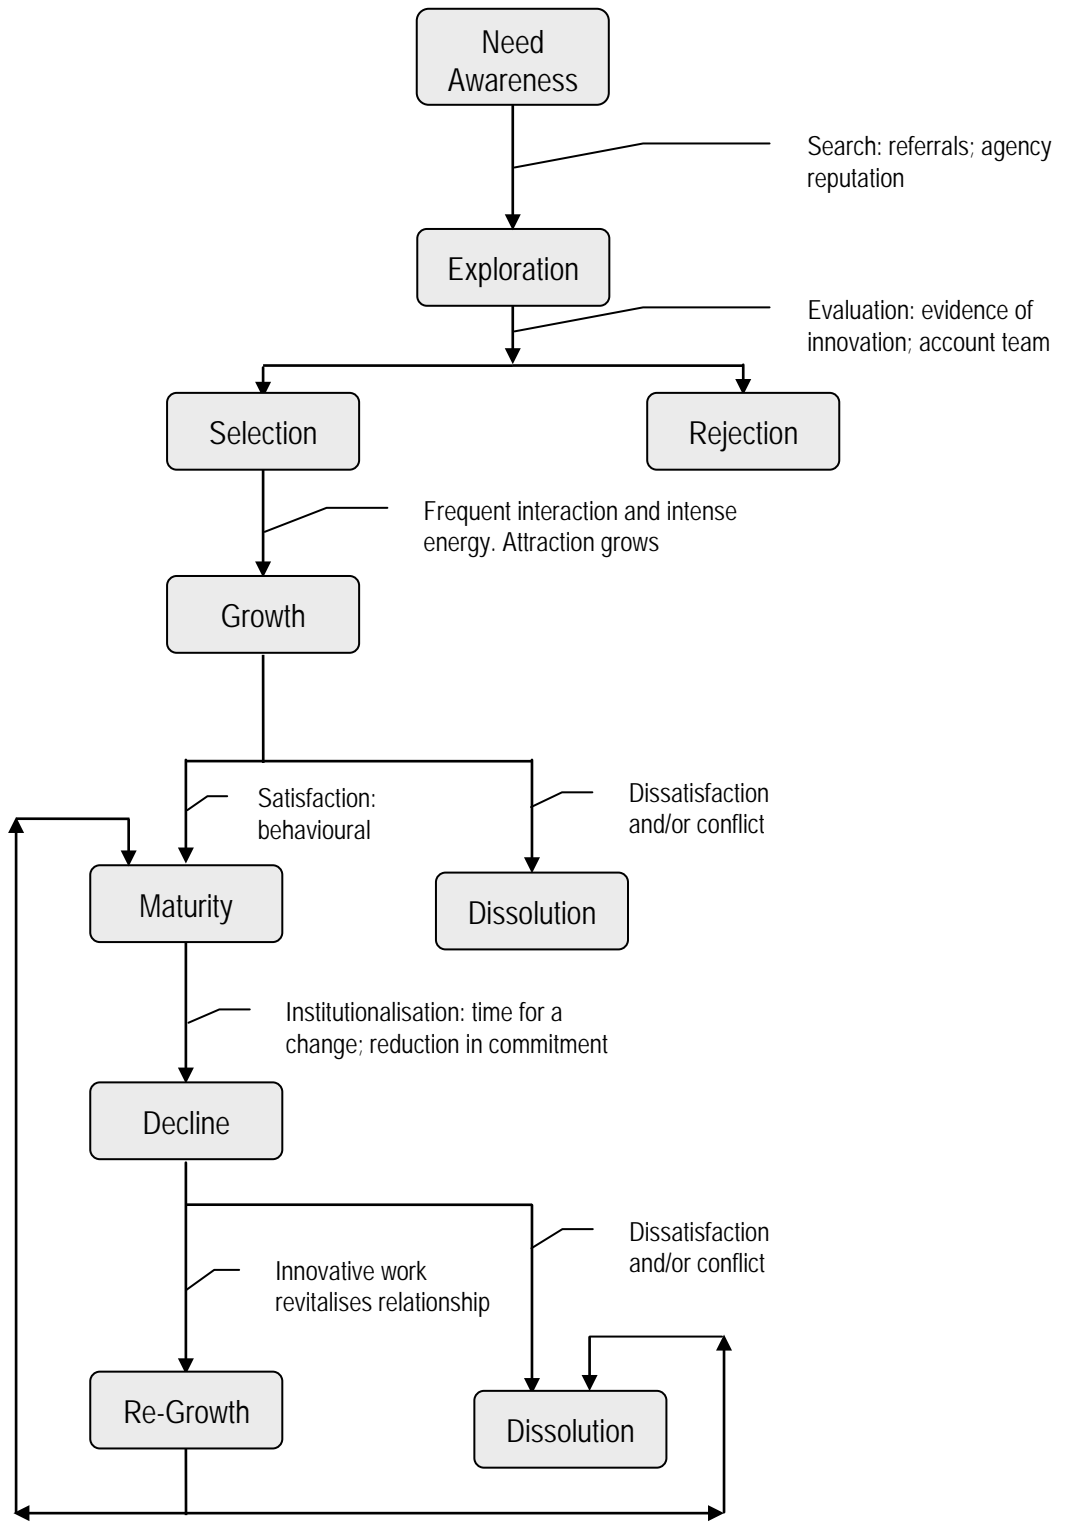 Need
Awareness
Search: referrals; agency
reputation
Exploration
Evaluation: evidence of
innovation; account team
Selection
Rejection
Frequent interaction and intense
energy. Attraction grows
Growth
Satisfaction:
behavioural
Dissatisfaction
and/or conflict
Maturity
Dissolution
Institutionalisation: time for a
change; reduction in commitment
Decline
Dissatisfaction
and/or conflict
Innovative work
revitalises relationship
Re-Growth
Dissolution